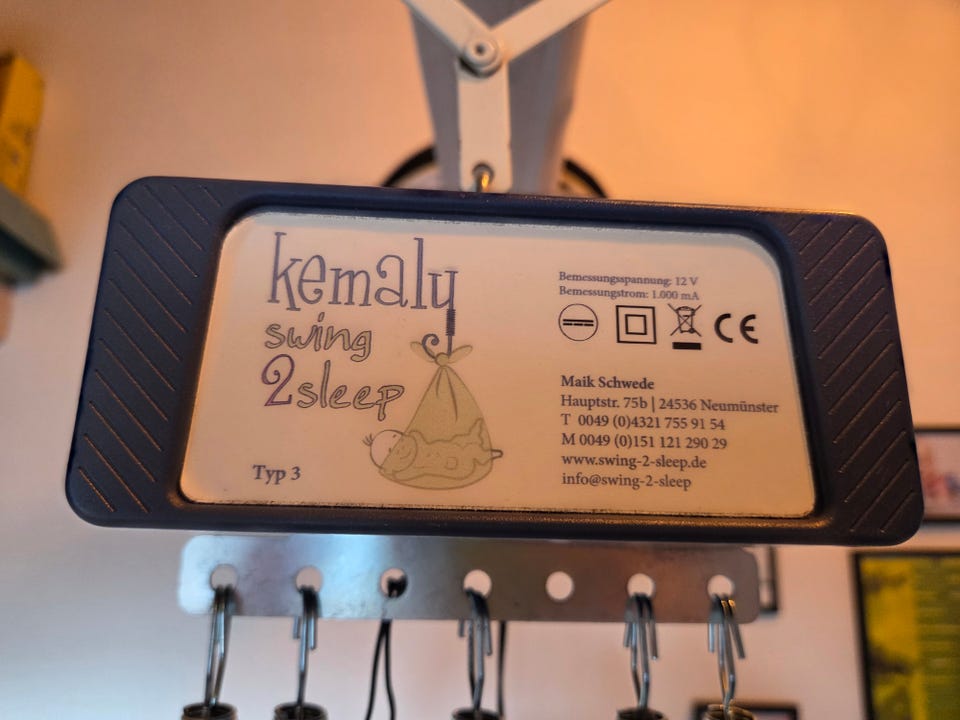 kemaly
swing
2sleep
Typ 3
Bemessungsspannung: 12 V
Bemessungstrom: 1.000 mA
CE
Maik Schwede
Hauptstr. 75b | 24536 Neumünster
T 0049 (0)4321 755 91 54
M 0049 (0)151 121 290 29
www.swing-2-sleep.de
info@swing-2-sleep